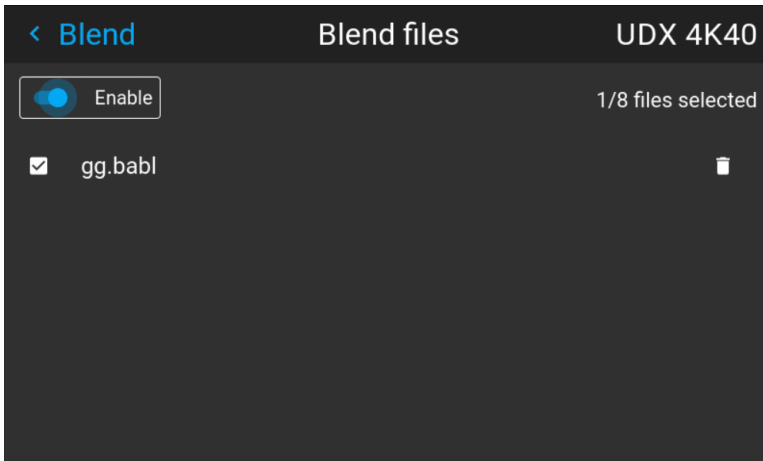 Blend
Blend files
UDX 4K40
Enable
1/8 files selected
gg.babl